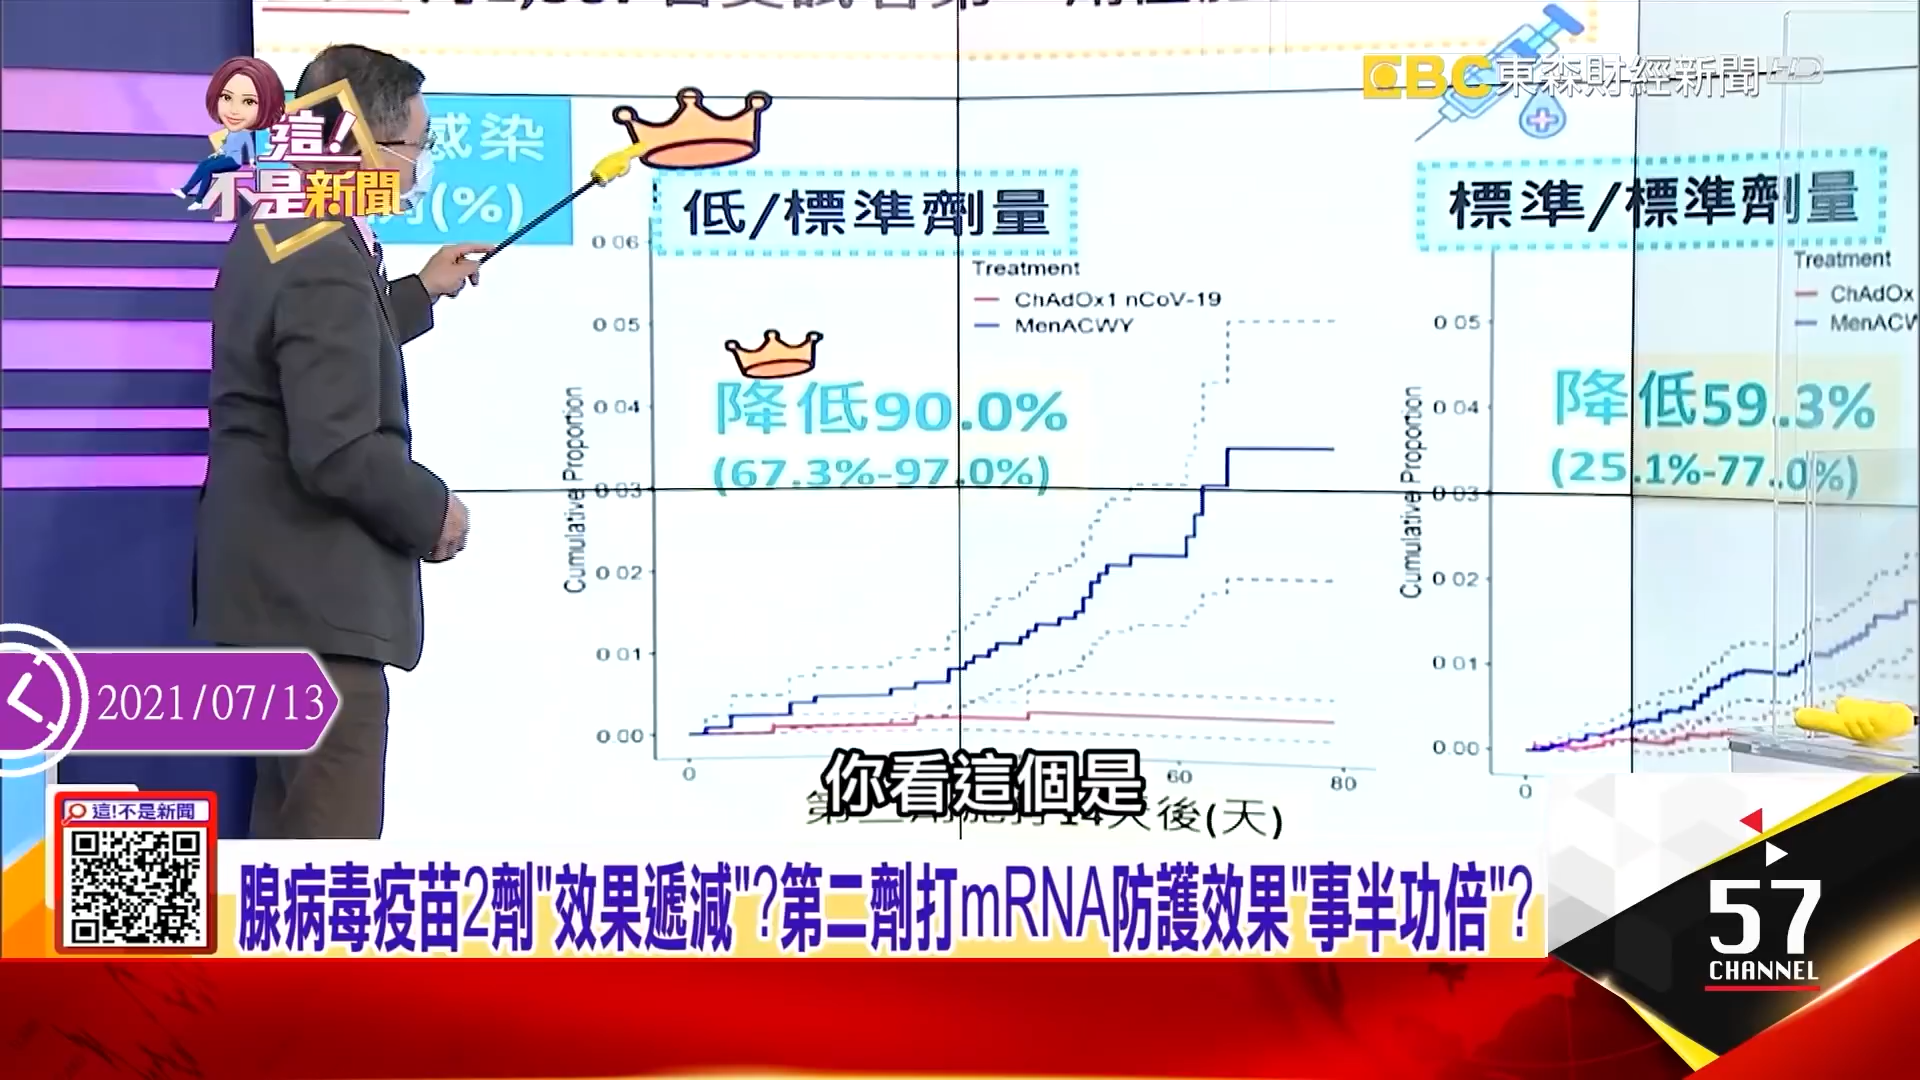 EBC 東森財經新聞 HD
這!
不是新聞
感染
(%)
低/標準劑量
標準/標準劑量
Treatment
ChAdOx1 nCoV-19
MenACWY
Treatment
ChAdOx
MenACW
降低90.0%
(67.3%-97.0%)
降低59.3%
(25.1%-77.0%)
Cumulative Proportion
0 06
0 05
0 04
0 03
0 02
0 01
0 00
0
60
80
Cumulative Proportion
0 05
0 04
0 03
0 02
0 01
0 00
0
後(天)
你看這個是
2021/07/13
這!不是新聞
腺病毒疫苗2劑"效果遞減"?第二劑打mRNA防護效果"事半功倍"?
57
CHANNEL